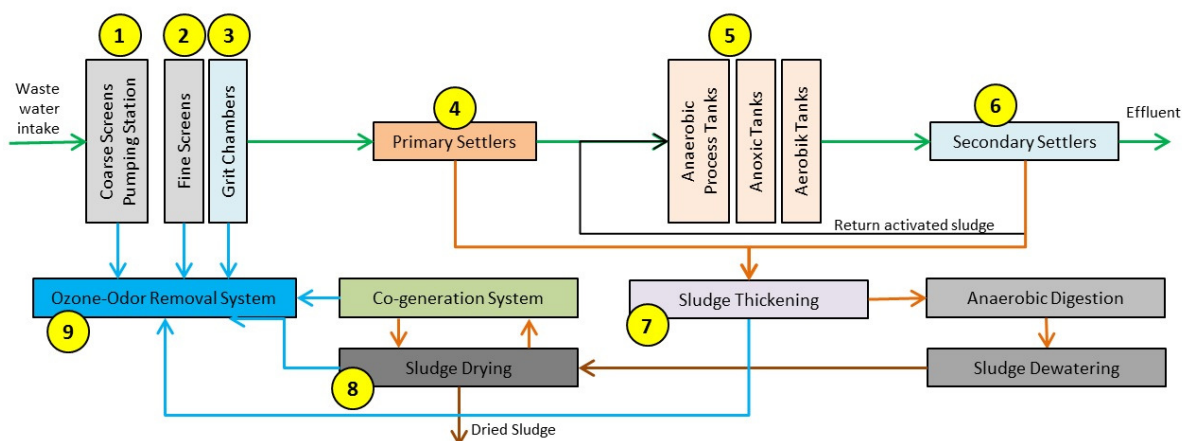 1
2
3
5
Waste
water
intake
Coarse Screens
Pumping Station
Fine Screens
Grit Chambers
4
Primary Settlers
Anaerobic
Process Tanks
Anoxic Tanks
Aerobik Tanks
6
Secondary Settlers
Effluent
Return activated sludge
Ozone-Odor Removal System
9
Co-generation System
Sludge Thickening
7
Anaerobic Digestion
Sludge Drying
8
Sludge Dewatering
Dried Sludge